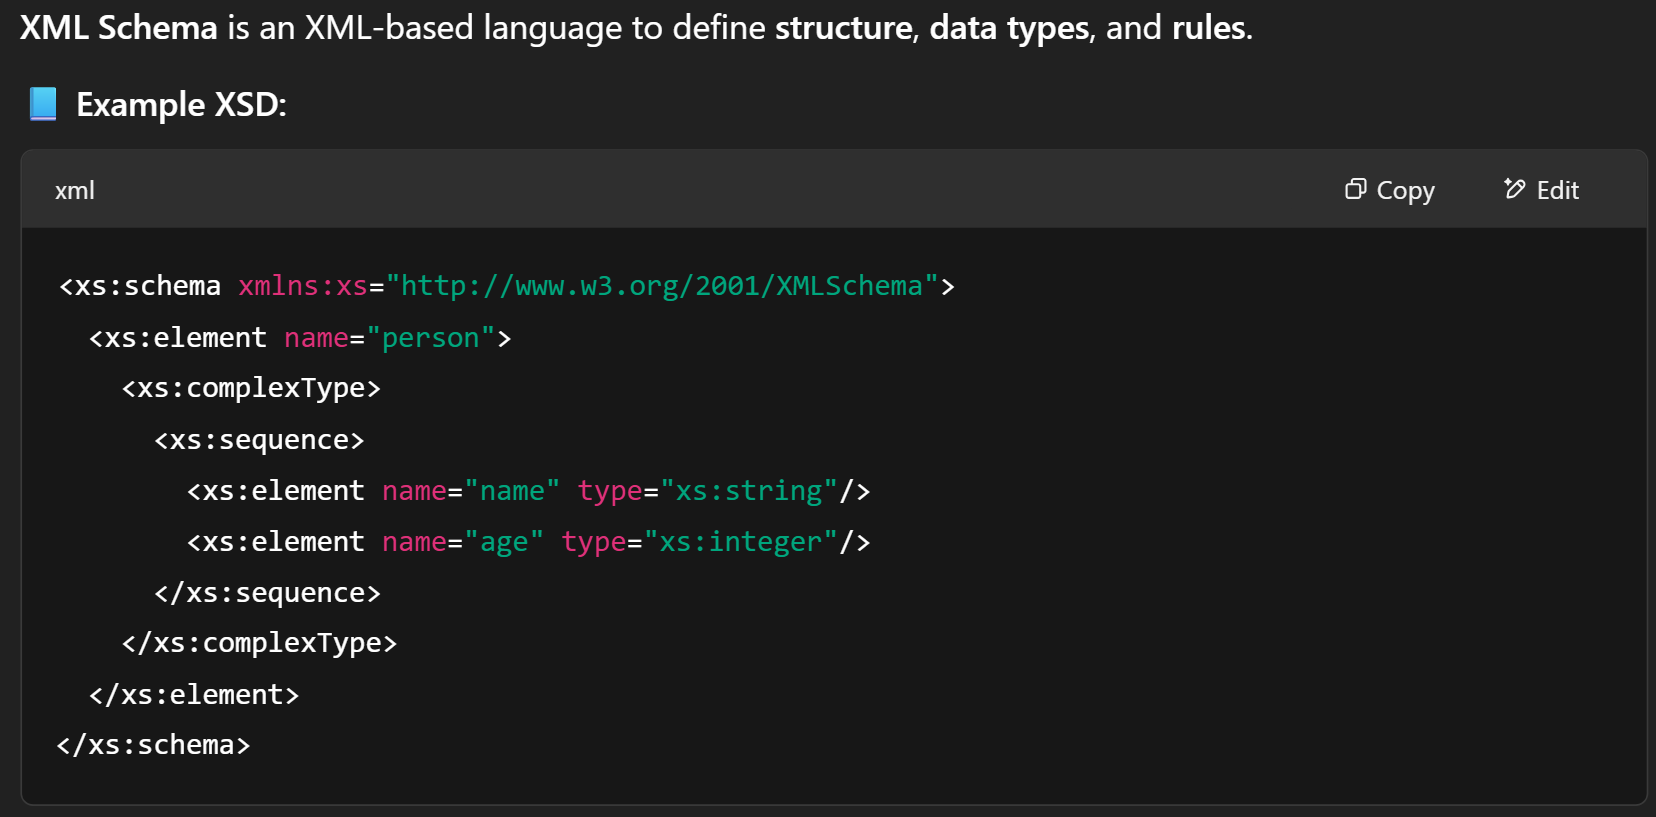 XML Schema is an XML-based language to define structure, data types, and rules.
Example XSD:
xml
Copy
Edit
<xs:schema xmlns:xs="http://www.w3.org/2001/XMLSchema">
  <xs:element name="person">
    <xs:complexType>
      <xs:sequence>
        <xs:element name="name" type="xs:string"/>
        <xs:element name="age" type="xs:integer"/>
      </xs:sequence>
    </xs:complexType>
  </xs:element>
</xs:schema>